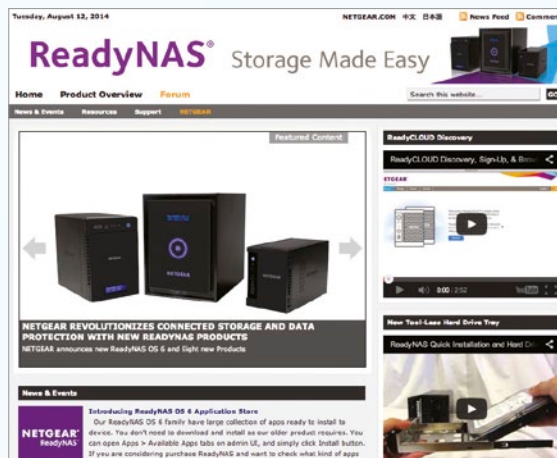 Tuesday, August 12, 2014
NETGEAR.COM 中文 日本語 News Feed Commen
ReadyNAS® Storage Made Easy
Home Product Overview Forum
Search this website... GO
News & Events Resources Support NETGEAR
Featured Content
NETGEAR REVOLUTIONIZES CONNECTED STORAGE AND DATA
PROTECTION WITH NEW READYNAS PRODUCTS
NETGEAR announces new ReadyNAS OS 6 and Eight new Products
ReadyCLOUD Discovery
ReadyCLOUD Discovery, Sign-Up, & Brow
NETGEAR
0:00 / 2:52 YouTube
New Tool-Less Hard Drive Tray
ReadyNAS Quick Installation and Hard Dri
News & Events
NETGEAR®
ReadyNAS®
Introducing ReadyNAS OS 6 Application Store
Our ReadyNAS OS 6 family have large collection of apps ready to install to
device. You don't need to download and install as our older product requires. You
can open Apps > Available Apps tabs on admin UI, and simply click Install button.
If you are considering purchase ReadyNAS and want to check what kind of apps